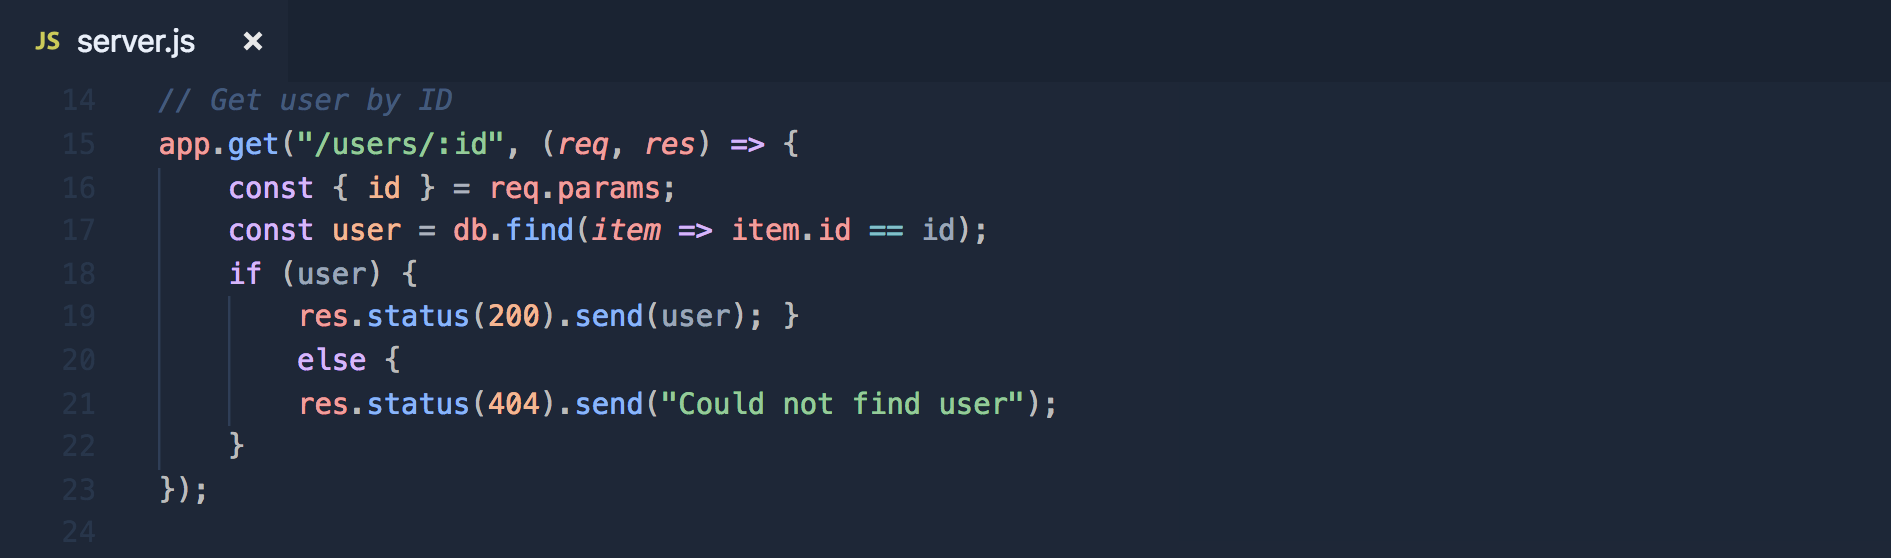 JS server.js ×
14 // Get user by ID
15 app.get("/users/:id", (req, res) => {
16     const { id } = req.params;
17     const user = db.find(item => item.id == id);
18     if (user) {
19         res.status(200).send(user); }
20         else {
21         res.status(404).send("Could not find user");
22     }
23 });
24